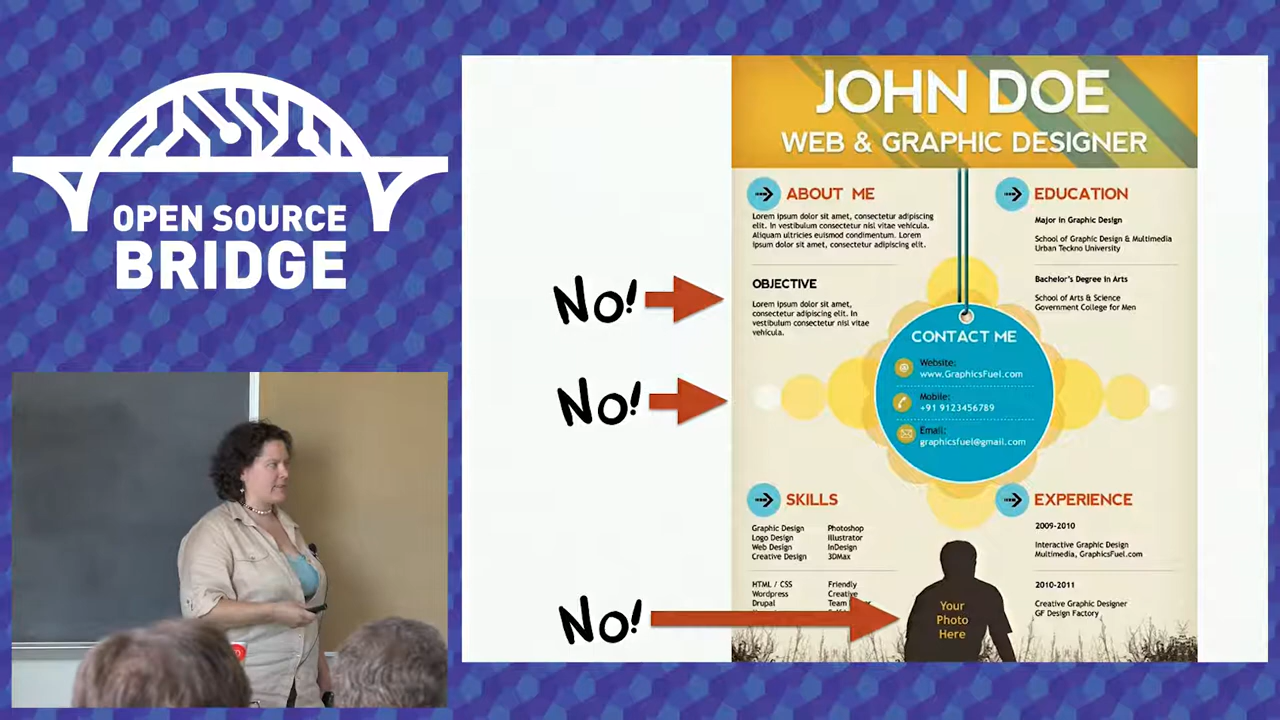 OPEN SOURCE
BRIDGE
No!
No!
No!
JOHN DOE
WEB & GRAPHIC DESIGNER
ABOUT ME
Lorem ipsum dolor sit amet, consectetur adipiscing
elit. In vestibulum consectetur nisl vitae vehicula.
Aliquam ultricies euismod condimentum. Lorem
ipsum dolor sit amet, consectetur adipiscing elit.
OBJECTIVE
Lorem ipsum dolor sit amet,
consectetur adipiscing elit. In
vestibulum consectetur nisl vitae
vehicula.
EDUCATION
Major in Graphic Design
School of Graphic Design & Multimedia
Urban Teckno University
Bachelor's Degree in Arts
School of Arts & Science
Government College for Men
CONTACT ME
Website:
www.GraphicsFuel.com
Mobile:
+91 9123456789
Email:
graphicsfuel@gmail.com
SKILLS
Graphic Design Photoshop
Logo Design Illustrator
Web Design InDesign
Creative Design 3DMax
HTML / CSS Friendly
Wordpress Creative
Drupal Team
EXPERIENCE
2009-2010
Interactive Graphic Design
Multimedia, GraphicsFuel.com
2010-2011
Creative Graphic Designer
GF Design Factory
Your
Photo
Here